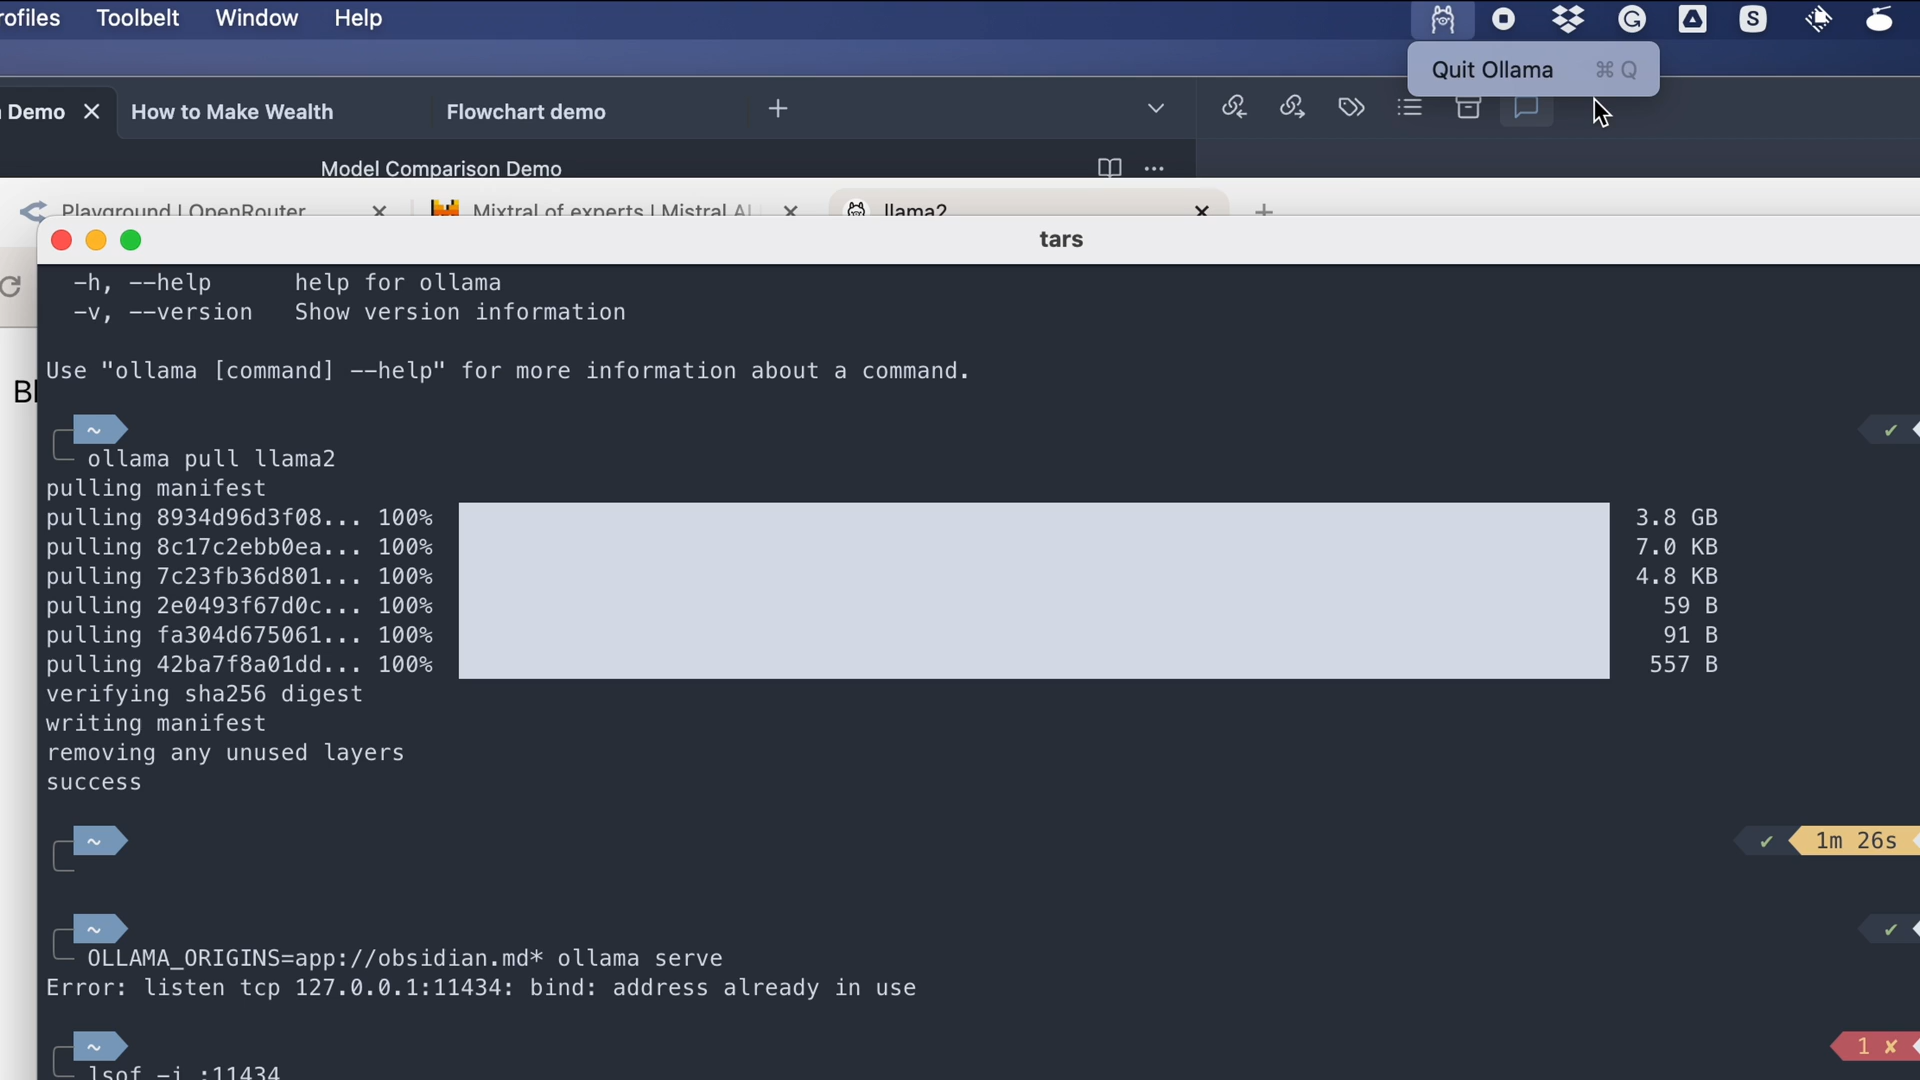 ofiles Toolbelt Window Help
Quit Ollama ⌘ Q
Demo How to Make Wealth Flowchart demo
Model Comparison Demo
Playground | OpenRouter Mixtral of experts | Mistral AI llama2
tars
-h, --help help for ollama
-v, --version Show version information
Use "ollama [command] --help" for more information about a command.
~
ollama pull llama2
pulling manifest
pulling 8934d96d3f08... 100% 3.8 GB
pulling 8c17c2ebb0ea... 100% 7.0 KB
pulling 7c23fb36d801... 100% 4.8 KB
pulling 2e0493f67d0c... 100% 59 B
pulling fa304d675061... 100% 91 B
pulling 42ba7f8a01dd... 100% 557 B
verifying sha256 digest
writing manifest
removing any unused layers
success
~ ✔ 1m 26s
~ ✔
OLLAMA_ORIGINS=app://obsidian.md* ollama serve
Error: listen tcp 127.0.0.1:11434: bind: address already in use
~ 1 ✘
lsof -i :11434